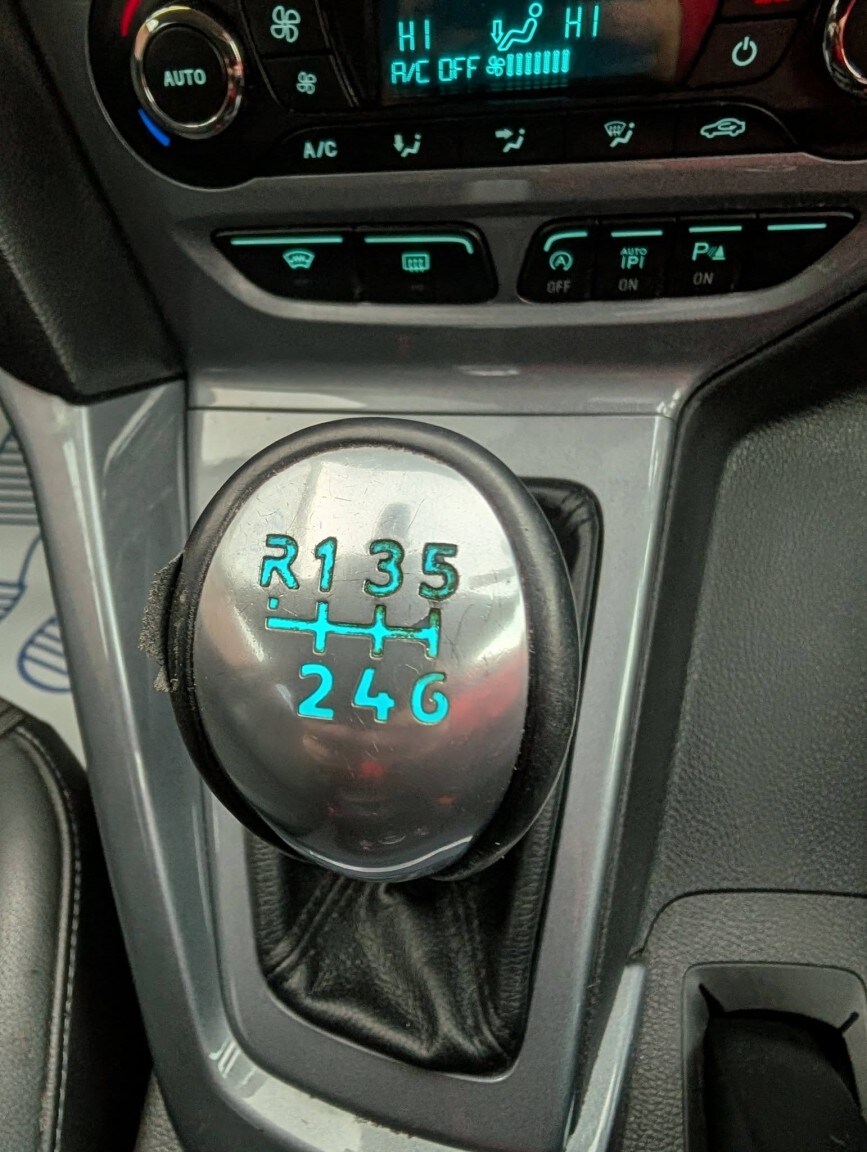 HI HI
AUTO
A/C OFF
A/C
OFF
AUTO
P
ON
P
ON
R 1 3 5
2 4 6